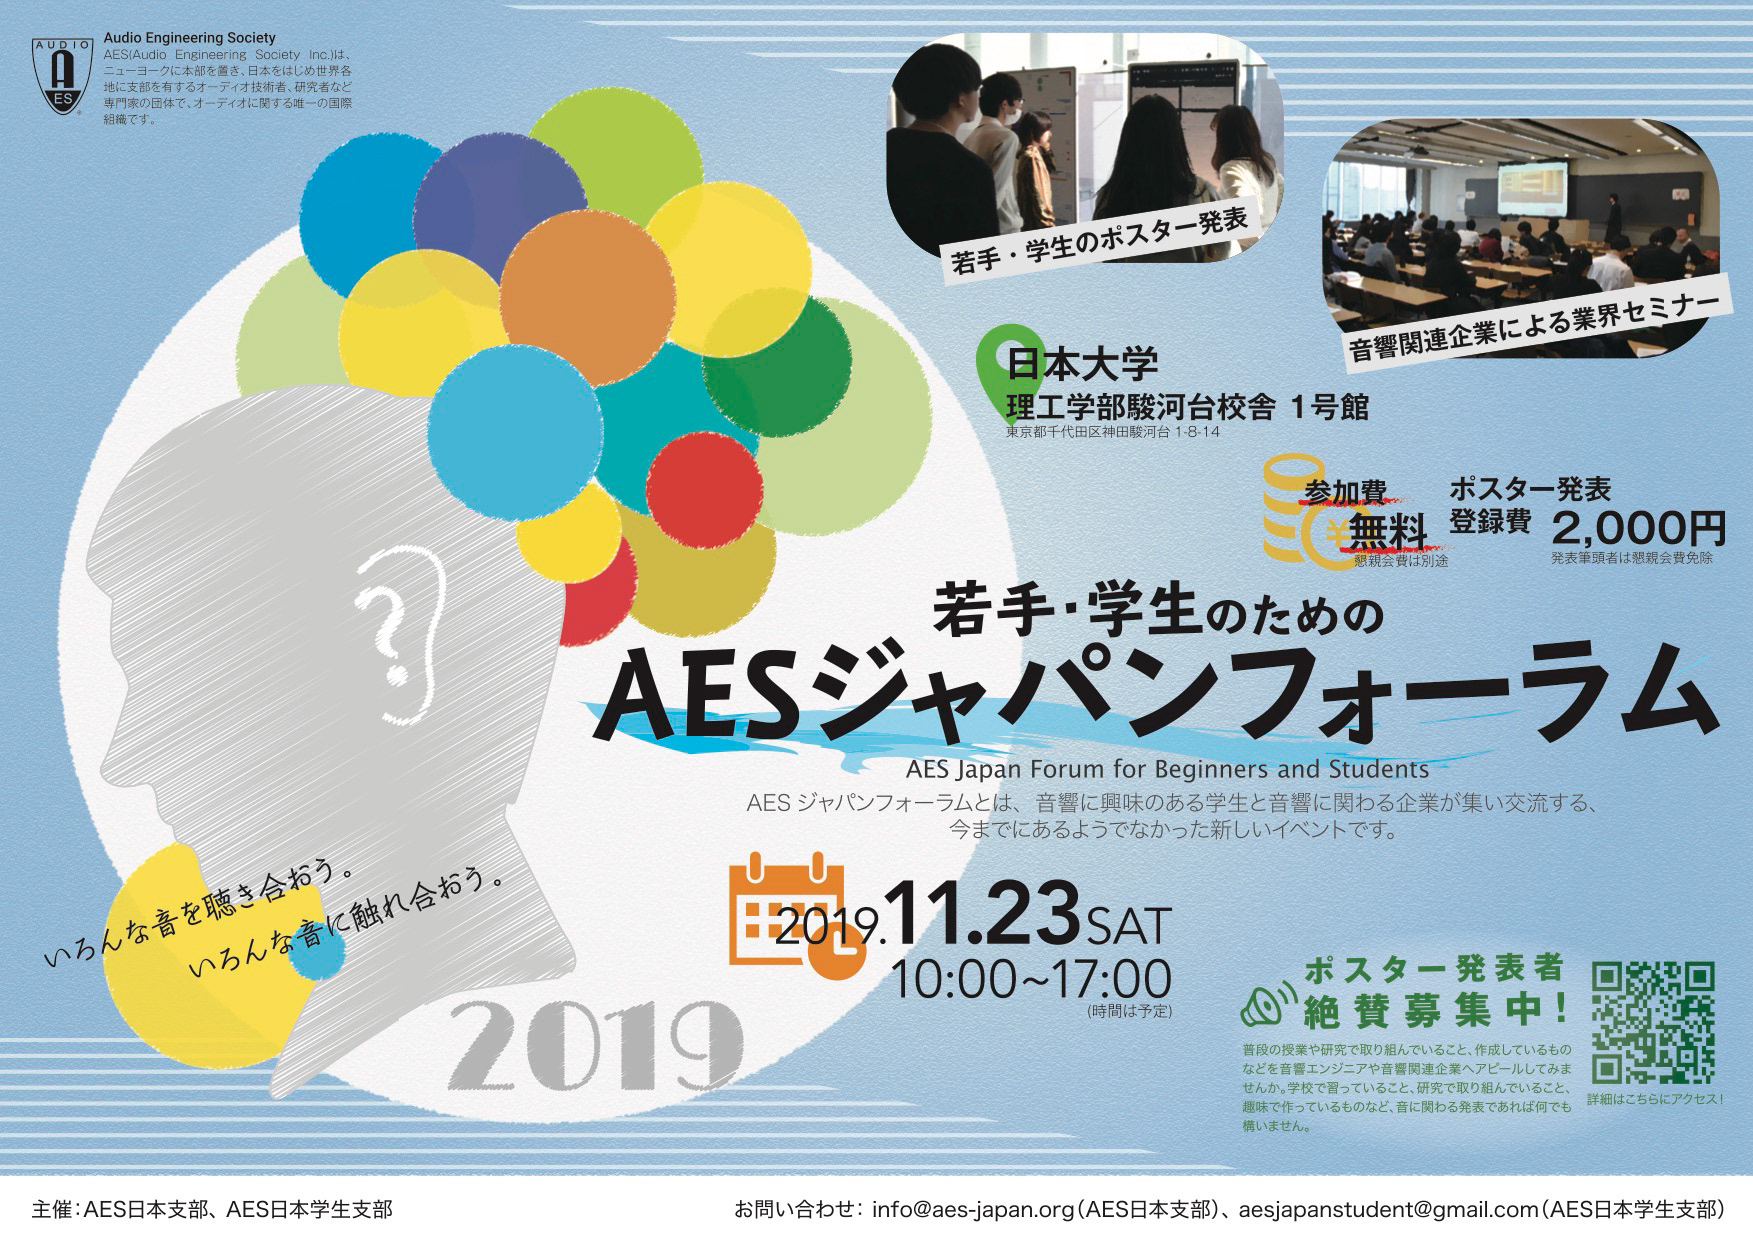 AUDIO
A
ES
Audio Engineering Society
AES(Audio Engineering Society Inc.)は、
ニューヨークに本部を置き、日本をはじめ世界各
地に支部を有するオーディオ技術者、研究者など
専門家の団体で、オーディオに関する唯一の国際
組織です。
若手・学生のポスター発表
音響関連企業による業界セミナー
日本大学
理工学部駿河台校舎 1号館
東京都千代田区神田駿河台 1-8-14
参加費
¥無料
懇親会費は別途
ポスター発表
登録費 2,000円
発表筆頭者は懇親会費免除
若手・学生のための
AESジャパンフォーラム
AES Japan Forum for Beginners and Students
AES ジャパンフォーラムとは、音響に興味のある学生と音響に関わる企業が集い交流する、
今までにあるようでなかった新しいイベントです。
いろんな音を聴き合おう。
いろんな音に触れ合おう。
2019.11.23 SAT
10:00~17:00
(時間は予定)
2019
ポスター発表者
絶賛募集中！
普段の授業や研究で取り組んでいること、作成しているもの
などを音響エンジニアや音響関連企業へアピールしてみま
せんか。学校で習っていること、研究で取り組んでいること、
趣味で作っているものなど、音に関わる発表であれば何でも
構いません。
詳細はこちらにアクセス！
主催：AES日本支部、AES日本学生支部
お問い合わせ： info@aes-japan.org（AES日本支部）、aesjapanstudent@gmail.com（AES日本学生支部）